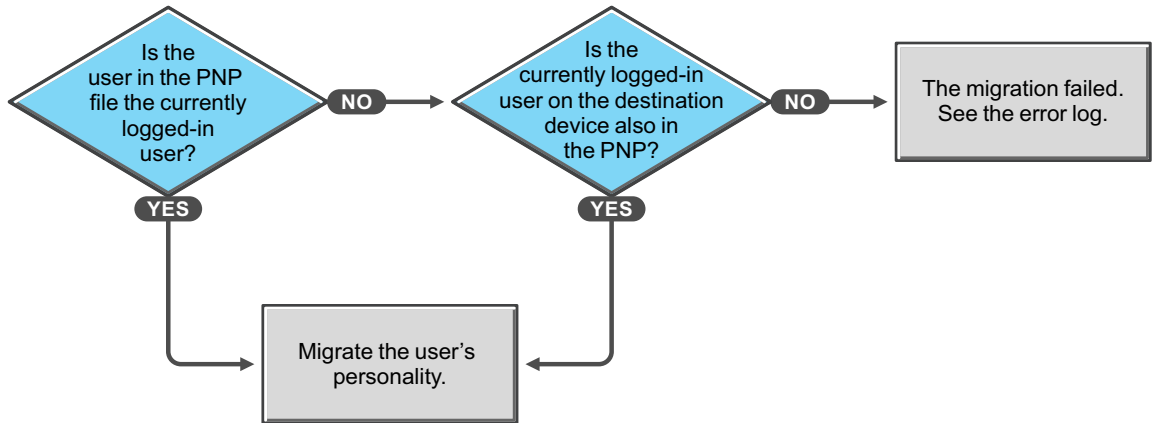 Is the
user in the PNP
file the currently
logged-in
user?
NO
Is the
currently logged-in
user on the destination
device also in
the PNP?
NO
The migration failed.
See the error log.
YES
YES
Migrate the user’s
personality.